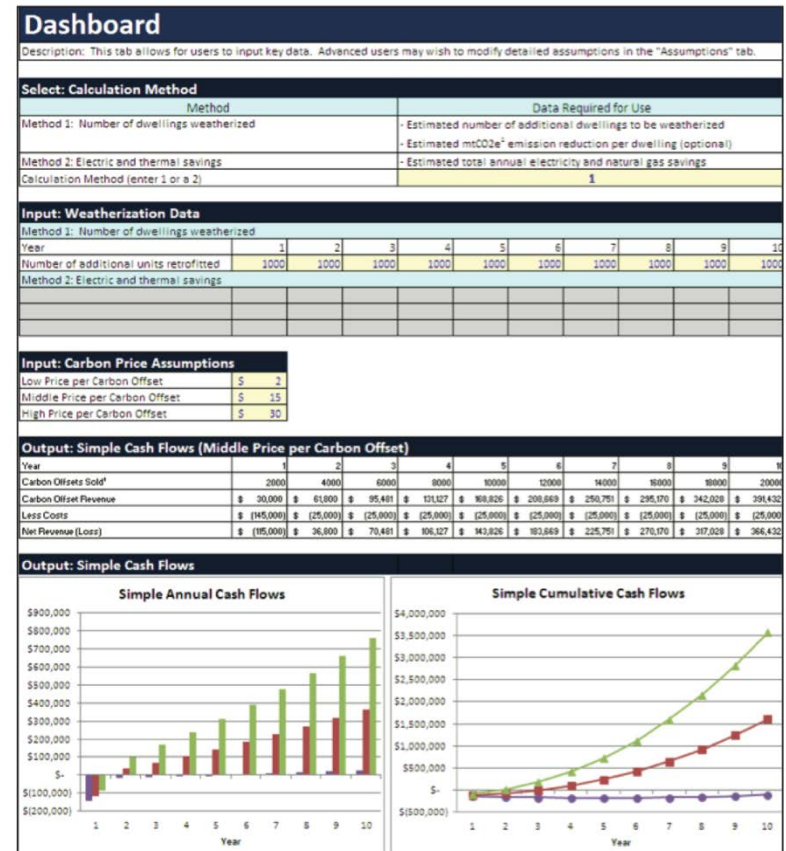 Dashboard
Description: This tab allows for users to input key data. Advanced users may wish to modify detailed assumptions in the "Assumptions" tab.
Select: Calculation Method
Method Data Required for Use
Method 1: Number of dwellings weatherized - Estimated number of additional dwellings to be weatherized
- Estimated mtCO2e¹ emission reduction per dwelling (optional)
Method 2: Electric and thermal savings - Estimated total annual electricity and natural gas savings
Calculation Method (enter 1 or a 2) 1
Input: Weatherization Data
Method 1: Number of dwellings weatherized
Year 1 2 3 4 5 6 7 8 9 10
Number of additional units retrofitted 1000 1000 1000 1000 1000 1000 1000 1000 1000 1000
Method 2: Electric and thermal savings
Input: Carbon Price Assumptions
Low Price per Carbon Offset $ 2
Middle Price per Carbon Offset $ 15
High Price per Carbon Offset $ 30
Output: Simple Cash Flows (Middle Price per Carbon Offset)
Year 1 2 3 4 5 6 7 8 9 10
Carbon Offsets Sold 2000 4000 6000 8000 10000 12000 14000 16000 18000 20000
Carbon Offset Revenue $ 30,000 $ 61,800 $ 95,481 $ 131,127 $ 168,826 $ 208,669 $ 250,751 $ 295,170 $ 342,028 $ 391,432
Less Costs $ (145,000) $ (25,000) $ (25,000) $ (25,000) $ (25,000) $ (25,000) $ (25,000) $ (25,000) $ (25,000) $ (25,000
Net Revenue (Loss) $ (115,000) $ 36,800 $ 70,481 $ 106,127 $ 143,826 $ 183,669 $ 225,751 $ 270,170 $ 317,028 $ 366,432
Output: Simple Cash Flows
Simple Annual Cash Flows
$900,000
$800,000
$700,000
$600,000
$500,000
$400,000
$300,000
$200,000
$100,000
$-
$(100,000)
$(200,000)
1 2 3 4 5 6 7 8 9 10
Year
Simple Cumulative Cash Flows
$4,000,000
$3,500,000
$3,000,000
$2,500,000
$2,000,000
$1,500,000
$1,000,000
$500,000
$-
$(500,000)
1 2 3 4 5 6 7 8 9 10
Year